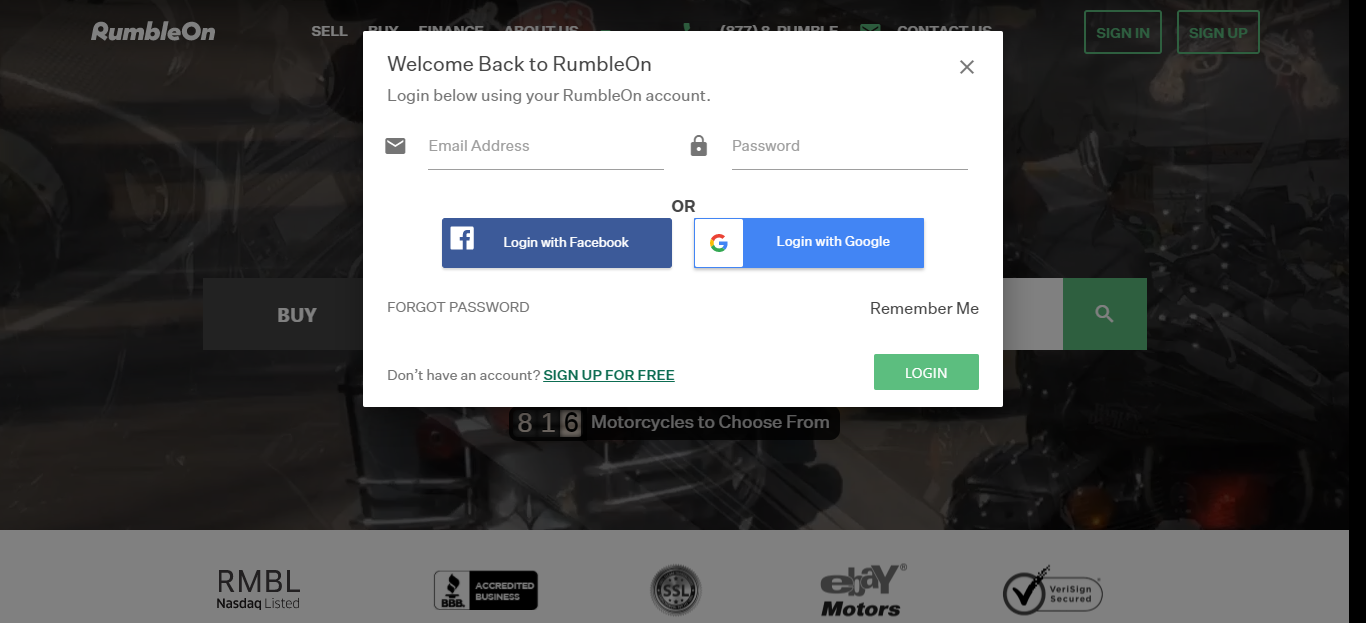 RumbleOn
SELL BUY FINANCE ABOUT US (877) 8-RUMBLE CONTACT US
SIGN IN SIGN UP
Welcome Back to RumbleOn
Login below using your RumbleOn account.
Email Address Password
OR
Login with Facebook
Login with Google
FORGOT PASSWORD
Remember Me
BUY
Don't have an account? SIGN UP FOR FREE
LOGIN
816 Motorcycles to Choose From
RMBL
Nasdaq Listed
BBB. ACCREDITED
BUSINESS
SSL
ebay®
Motors
VeriSign
Secured